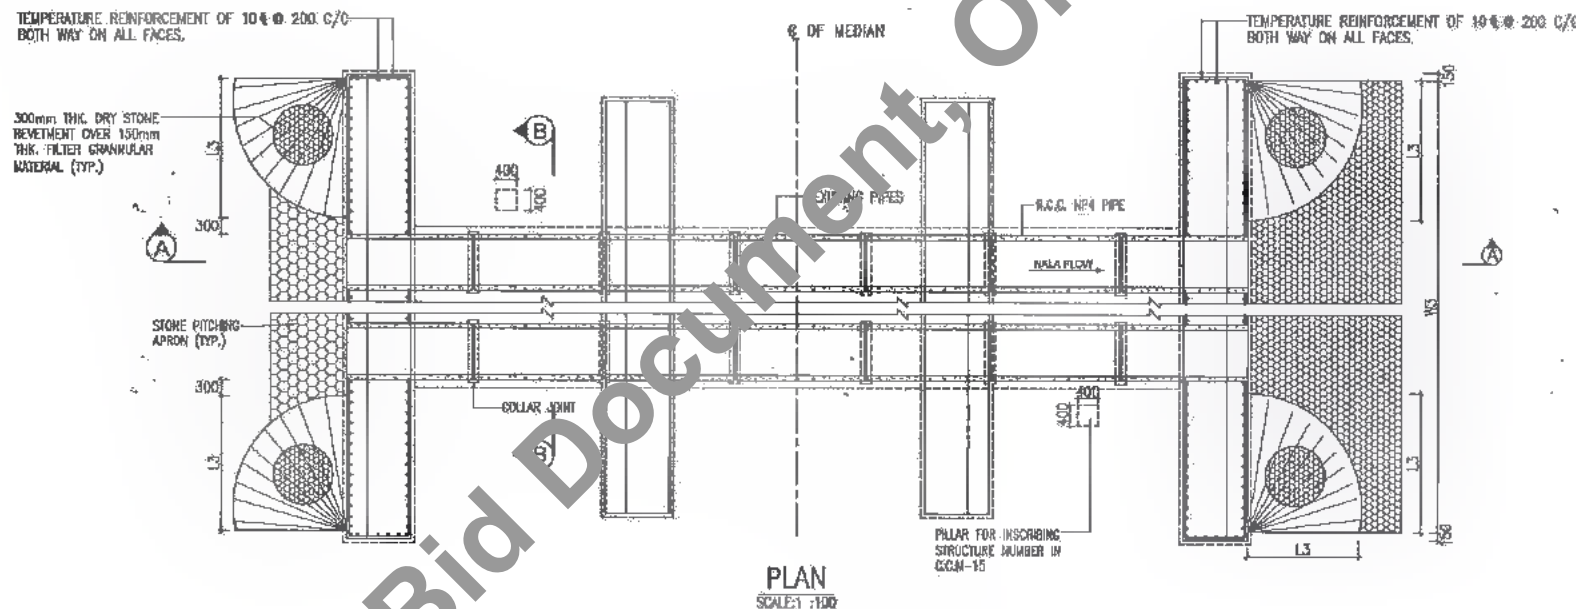 TEMPERATURE REINFORCEMENT OF 10 @ 200 C/C
BOTH WAY ON ALL FACES.
℄ OF MEDIAN
TEMPERATURE REINFORCEMENT OF 10 @ 200 C/C
BOTH WAY ON ALL FACES.
150
300mm THK. DRY STONE
REVETMENT OVER 150mm
THK. FILTER GRANNULAR
MATERIAL (TYP.)
L3
B
400
400
L3
EXISTING PIPES
R.C.C. NP4 PIPE
300
A
NALA FLOW
A
W3
STONE PITCHING
APRON (TYP.)
300
COLLAR JOINT
400
400
B
L3
L3
PILLAR FOR INSCRIBING
STRUCTURE NUMBER IN
C.C.M-15
L3
150
PLAN
SCALE:1 :100
Bid Document,